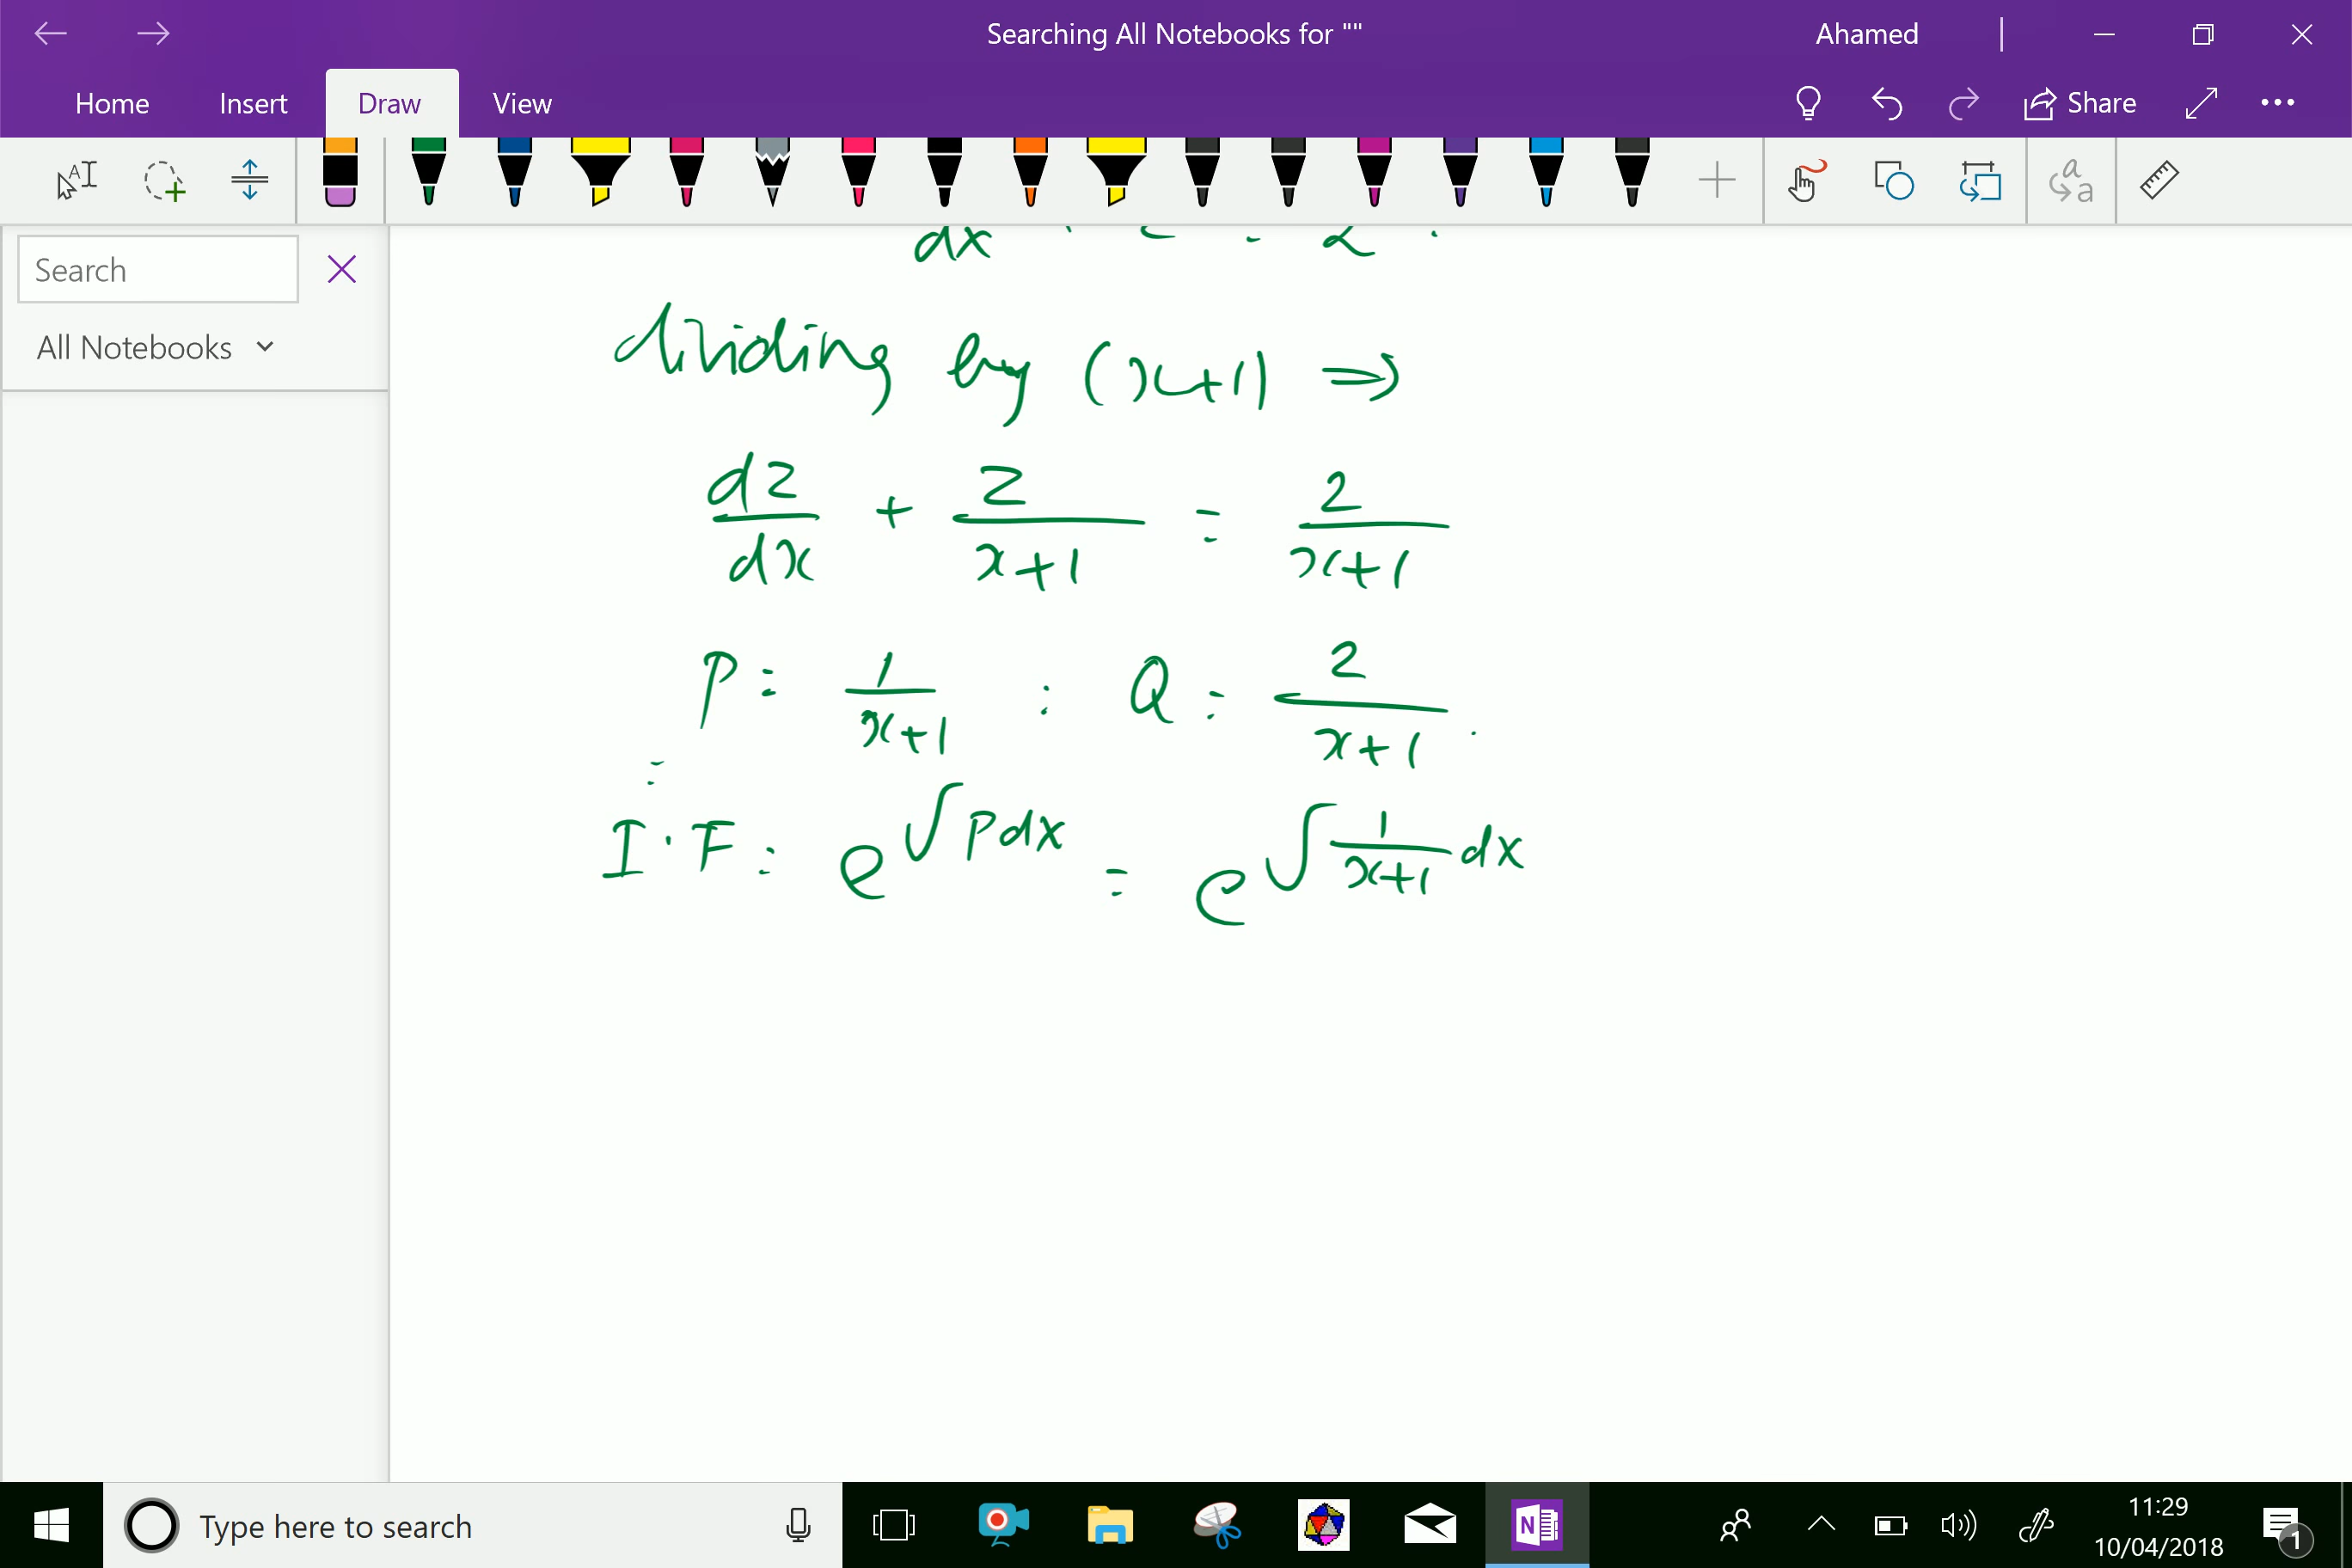 Searching All Notebooks for "" Ahamed
Home Insert Draw View Share
Search
All Notebooks
dx
dividing by (x+1) ⇒
dz/dx + z/(x+1) = 2/(x+1)
P = 1/(x+1) : Q = 2/(x+1).
I.F = e^∫Pdx = e^∫1/(x+1) dx
Type here to search
11:29
10/04/2018
1